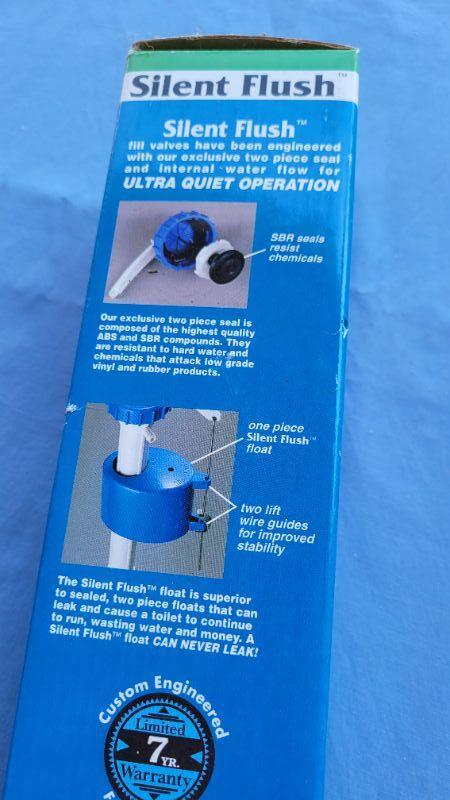 Silent Flush™
Silent Flush™
fill valves have been engineered
with our exclusive two piece seal
and internal water flow for
ULTRA QUIET OPERATION
SBR seals
resist
chemicals
Our exclusive two piece seal is
composed of the highest quality
ABS and SBR compounds. They
are resistant to hard water and
chemicals that attack low grade
vinyl and rubber products.
one piece
Silent Flush™
float
two lift
wire guides
for improved
stability
The Silent Flush™ float is superior
to sealed, two piece floats that can
leak and cause a toilet to continue
to run, wasting water and money. A
Silent Flush™ float CAN NEVER LEAK!
Custom Engineered
Limited
7 YR.
Warranty